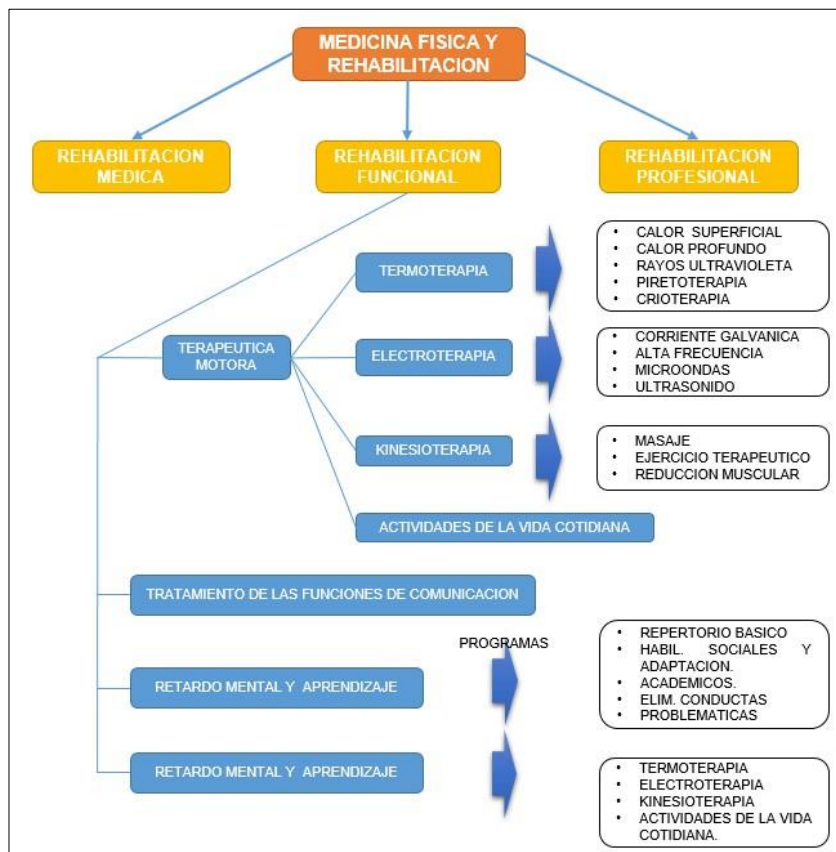 MEDICINA FISICA Y
REHABILITACION
REHABILITACION
MEDICA
REHABILITACION
FUNCIONAL
REHABILITACION
PROFESIONAL
TERMOTERAPIA
• CALOR SUPERFICIAL
• CALOR PROFUNDO
• RAYOS ULTRAVIOLETA
• PIRETOTERAPIA
• CRIOTERAPIA
TERAPEUTICA
MOTORA
ELECTROTERAPIA
• CORRIENTE GALVANICA
• ALTA FRECUENCIA
• MICROONDAS
• ULTRASONIDO
KINESIOTERAPIA
• MASAJE
• EJERCICIO TERAPEUTICO
• REDUCCION MUSCULAR
ACTIVIDADES DE LA VIDA COTIDIANA
TRATAMIENTO DE LAS FUNCIONES DE COMUNICACION
RETARDO MENTAL Y APRENDIZAJE
PROGRAMAS
• REPERTORIO BASICO
• HABIL. SOCIALES Y
ADAPTACION.
• ACADEMICOS.
• ELIM. CONDUCTAS
• PROBLEMATICAS
RETARDO MENTAL Y APRENDIZAJE
• TERMOTERAPIA
• ELECTROTERAPIA
• KINESIOTERAPIA
• ACTIVIDADES DE LA VIDA
COTIDIANA.